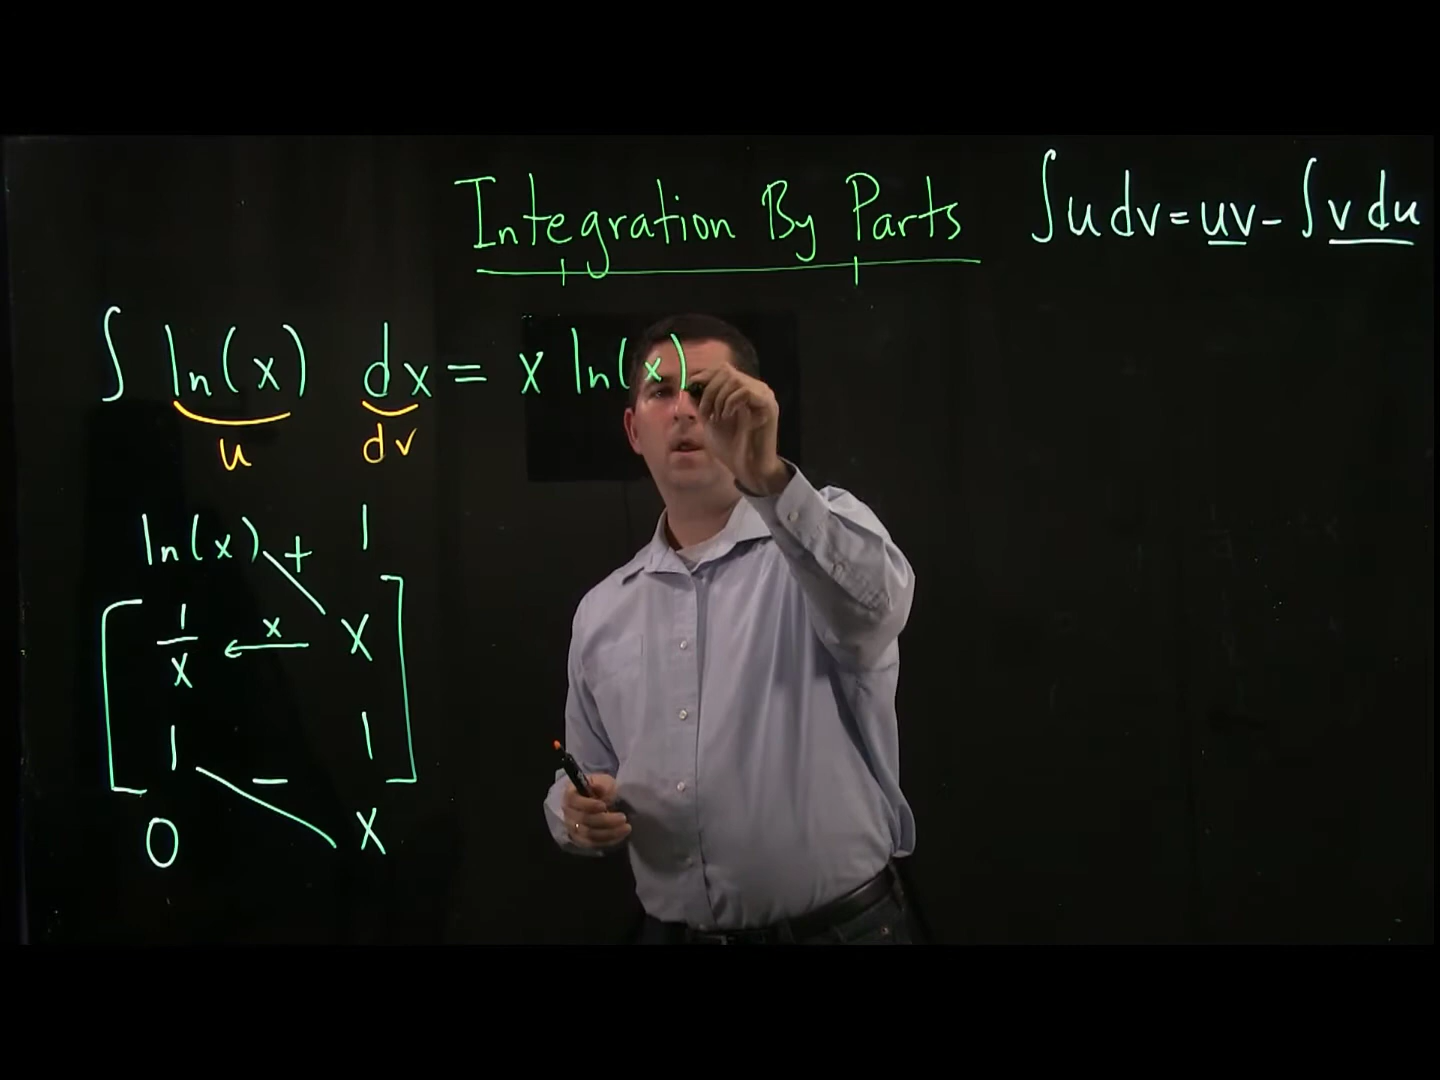 Integration By Parts ∫u dv = uv - ∫v du
∫ ln(x) dx = x ln(x)
u dv
ln(x) + 1
1/x ← x x
1 1
-
0 x